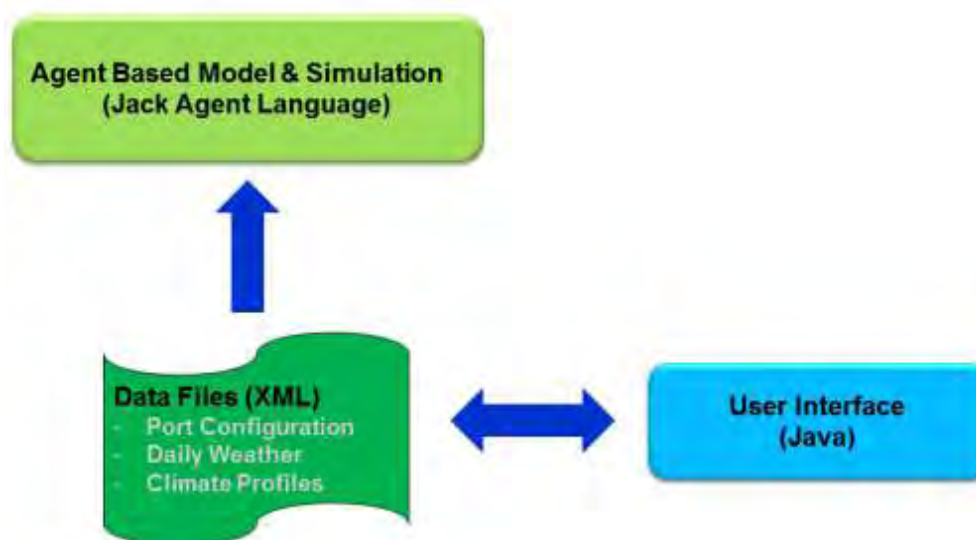 Agent Based Model & Simulation
(Jack Agent Language)
Data Files (XML)
- Port Configuration
- Daily Weather
- Climate Profiles
User Interface
(Java)